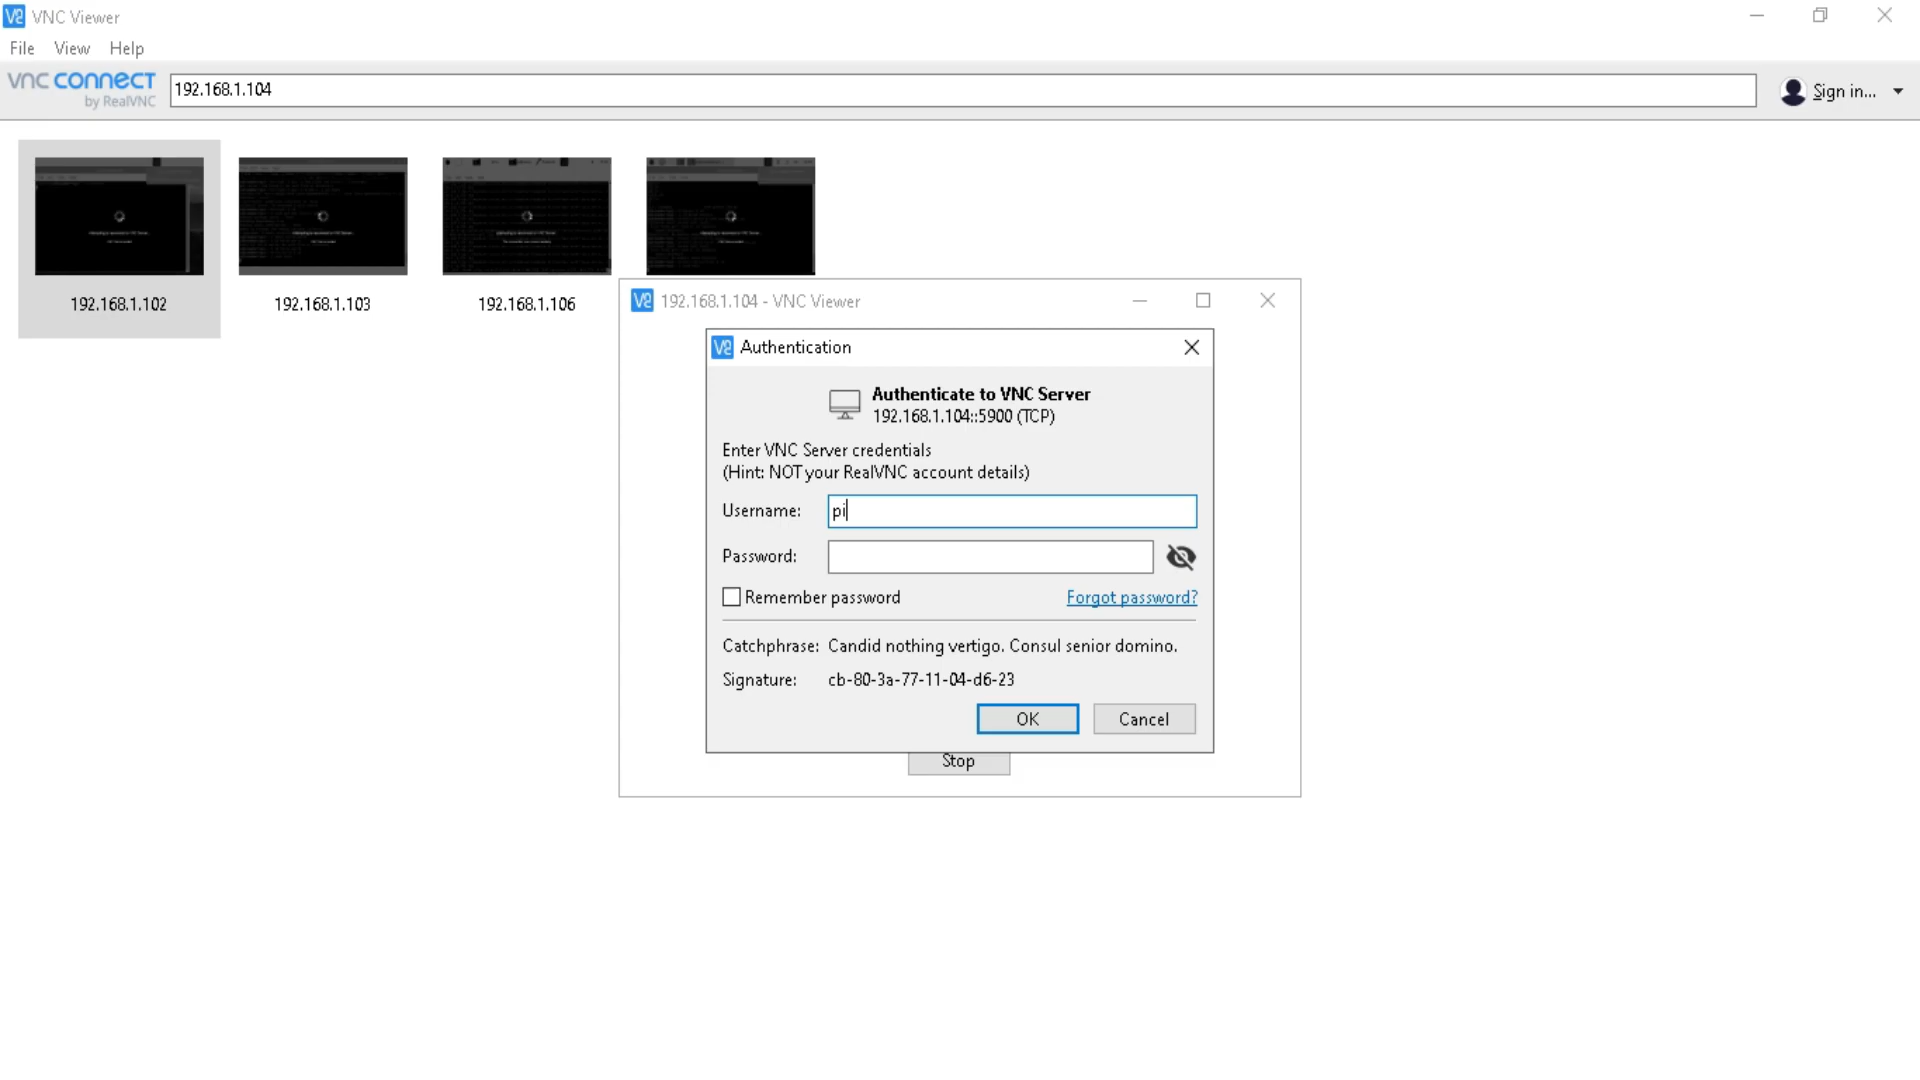 VNC Viewer
File View Help
vnc connect
by RealVNC
192.168.1.104
Sign in...
192.168.1.102
192.168.1.103
192.168.1.106
192.168.1.104 - VNC Viewer
Authentication
Authenticate to VNC Server
192.168.1.104::5900 (TCP)
Enter VNC Server credentials
(Hint: NOT your RealVNC account details)
Username: pi
Password:
Remember password Forgot password?
Catchphrase: Candid nothing vertigo. Consul senior domino.
Signature: cb-80-3a-77-11-04-d6-23
OK Cancel
Stop